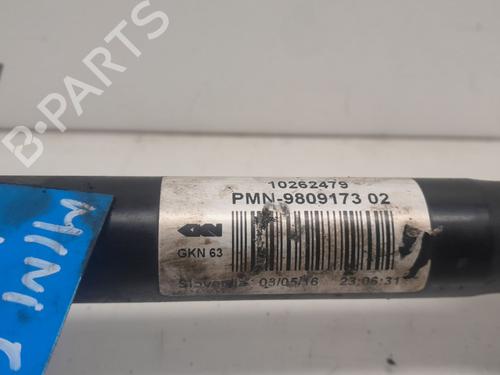 B-PARTS
10262479
PMN-9809173 02
GKN
GKN 63
Slovenia 03/05/16 23:06:31
MINI